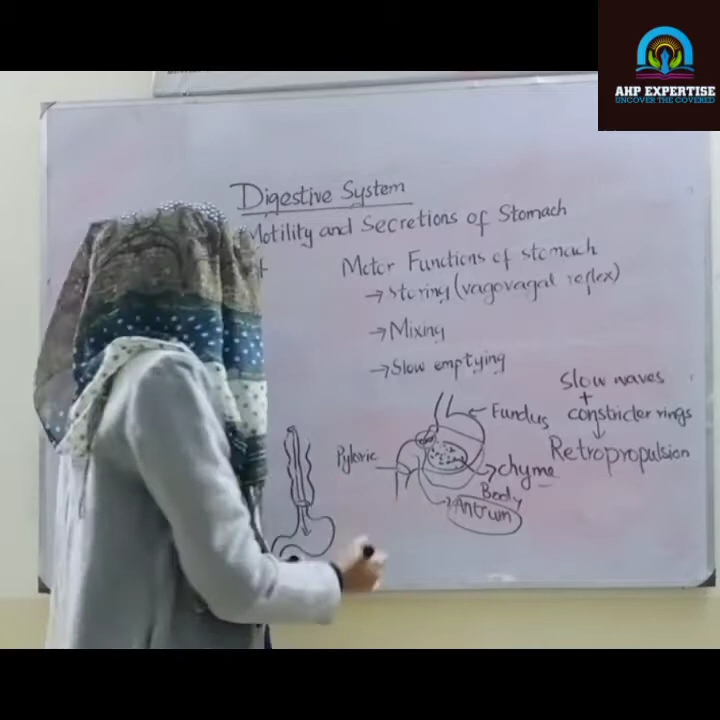 AHP EXPERTISE
UNCOVER THE COVERED
Digestive System
Motility and Secretions of Stomach
Motor Functions of stomach
→ Storing (vagovagal reflex)
→ Mixing
→ Slow emptying
Slow waves
+
constricter rings
Retropropulsion
Fundus
Pyloric
chyme
Body
Antrum